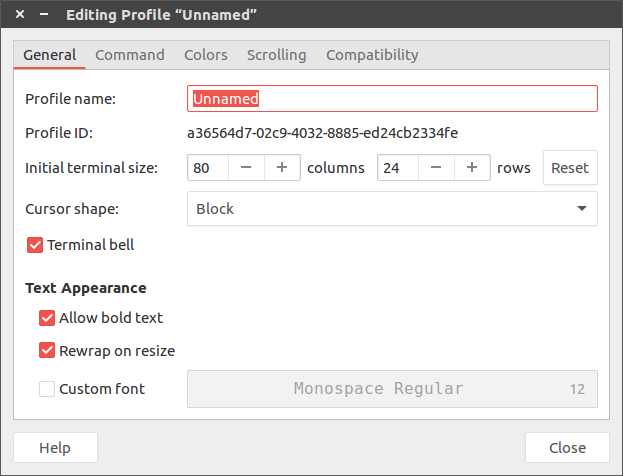 Editing Profile “Unnamed”
General Command Colors Scrolling Compatibility
Profile name: Unnamed
Profile ID: a36564d7-02c9-4032-8885-ed24cb2334fe
Initial terminal size: 80 columns 24 rows Reset
Cursor shape: Block
Terminal bell
Text Appearance
Allow bold text
Rewrap on resize
Custom font Monospace Regular 12
Help Close